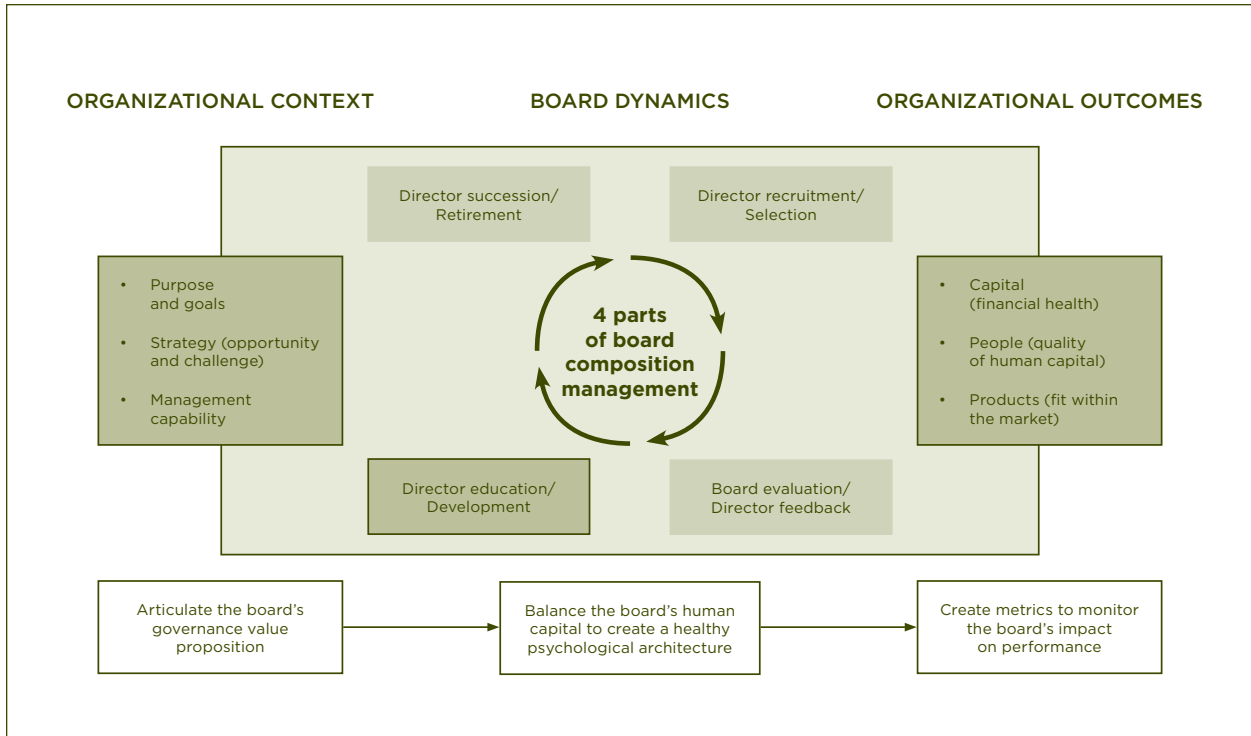 ORGANIZATIONAL CONTEXT
BOARD DYNAMICS
ORGANIZATIONAL OUTCOMES
Director succession/
Retirement
Director recruitment/
Selection
• Purpose
and goals
• Strategy (opportunity
and challenge)
• Management
capability
4 parts
of board
composition
management
• Capital
(financial health)
• People (quality
of human capital)
• Products (fit within
the market)
Director education/
Development
Board evaluation/
Director feedback
Articulate the board’s
governance value
proposition
Balance the board’s human
capital to create a healthy
psychological architecture
Create metrics to monitor
the board’s impact
on performance